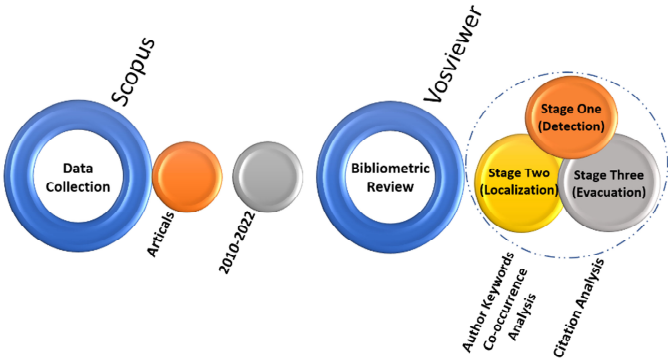 Scopus
Data
Collection
Articals
2010-2022
Vosviewer
Bibliometric
Review
Stage One
(Detection)
Stage Two
(Localization)
Stage Three
(Evacuation)
Author Keywords
Co-occurrence
Analysis
Citation Analysis